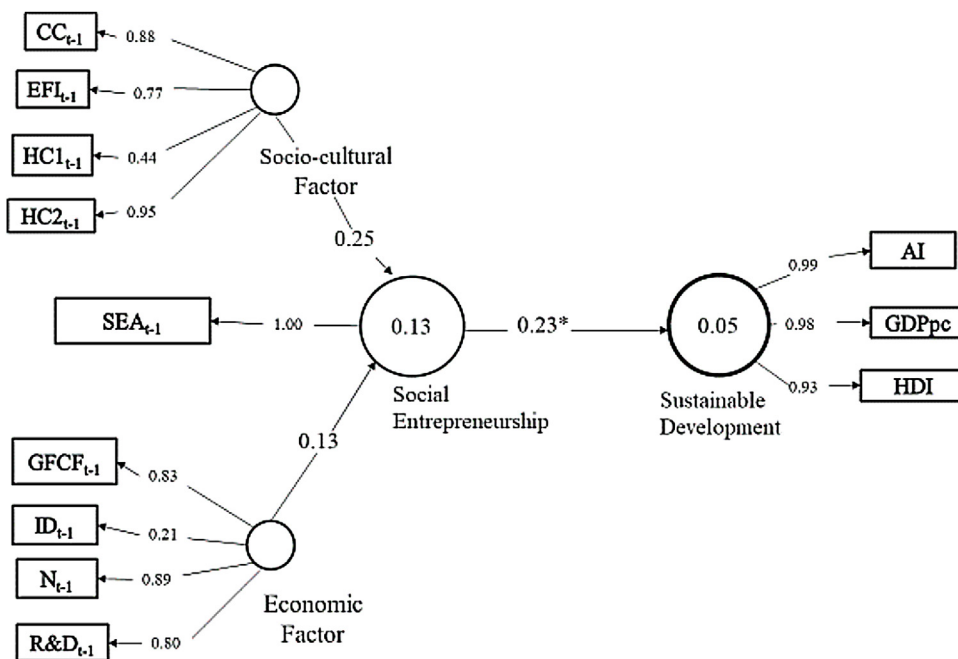 CCt-1
0.88
EFIt-1
0.77
HC1t-1
0.44
HC2t-1
0.95
Socio-cultural
Factor
0.25
SEAt-1
1.00
0.13
Social
Entrepreneurship
0.23*
0.05
Sustainable
Development
0.99
AI
0.98
GDPpc
0.93
HDI
0.13
GFCFt-1
0.83
IDt-1
0.21
Nt-1
0.89
R&Dt-1
0.80
Economic
Factor